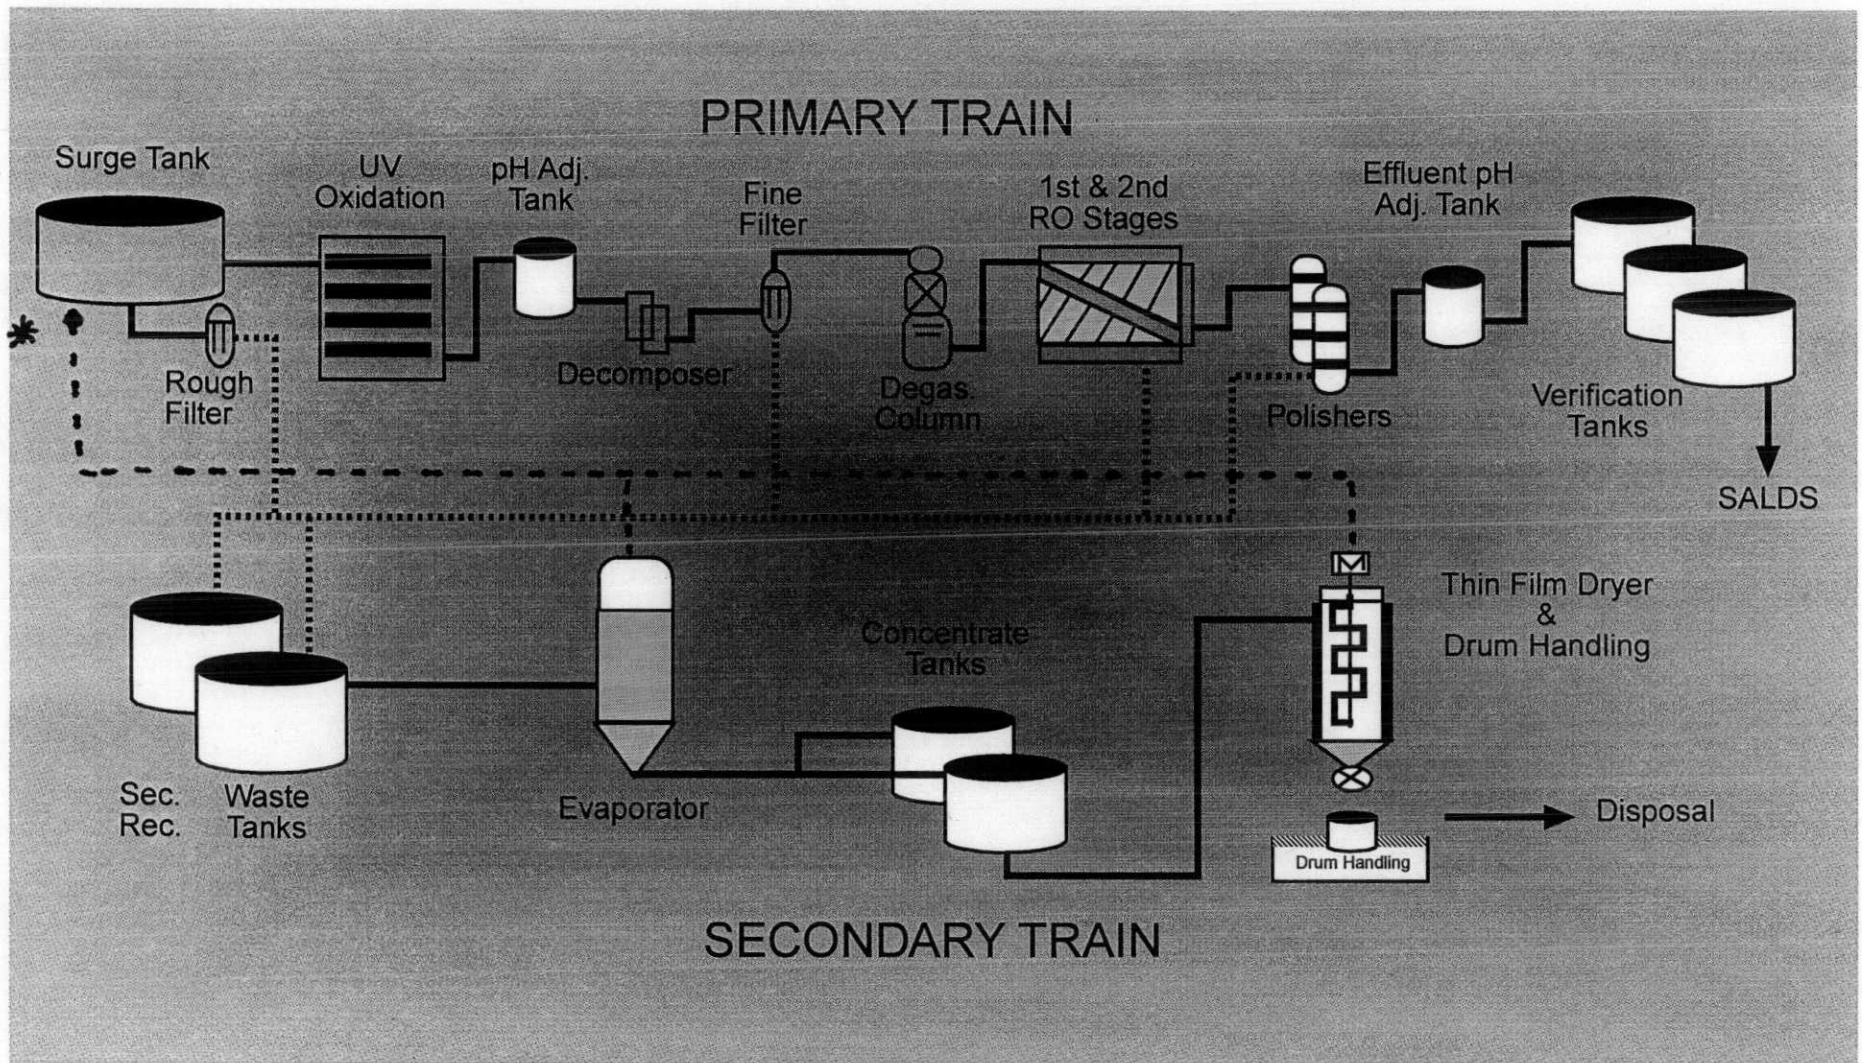 PRIMARY TRAIN
Surge Tank
UV
Oxidation
pH Adj.
Tank
Fine
Filter
1st & 2nd
RO Stages
Effluent pH
Adj. Tank
Rough
Filter
Decomposer
Degas.
Column
Polishers
Verification
Tanks
SALDS
Sec.
Rec.
Waste
Tanks
Evaporator
Concentrate
Tanks
M
Thin Film Dryer
&
Drum Handling
Drum Handling
Disposal
SECONDARY TRAIN